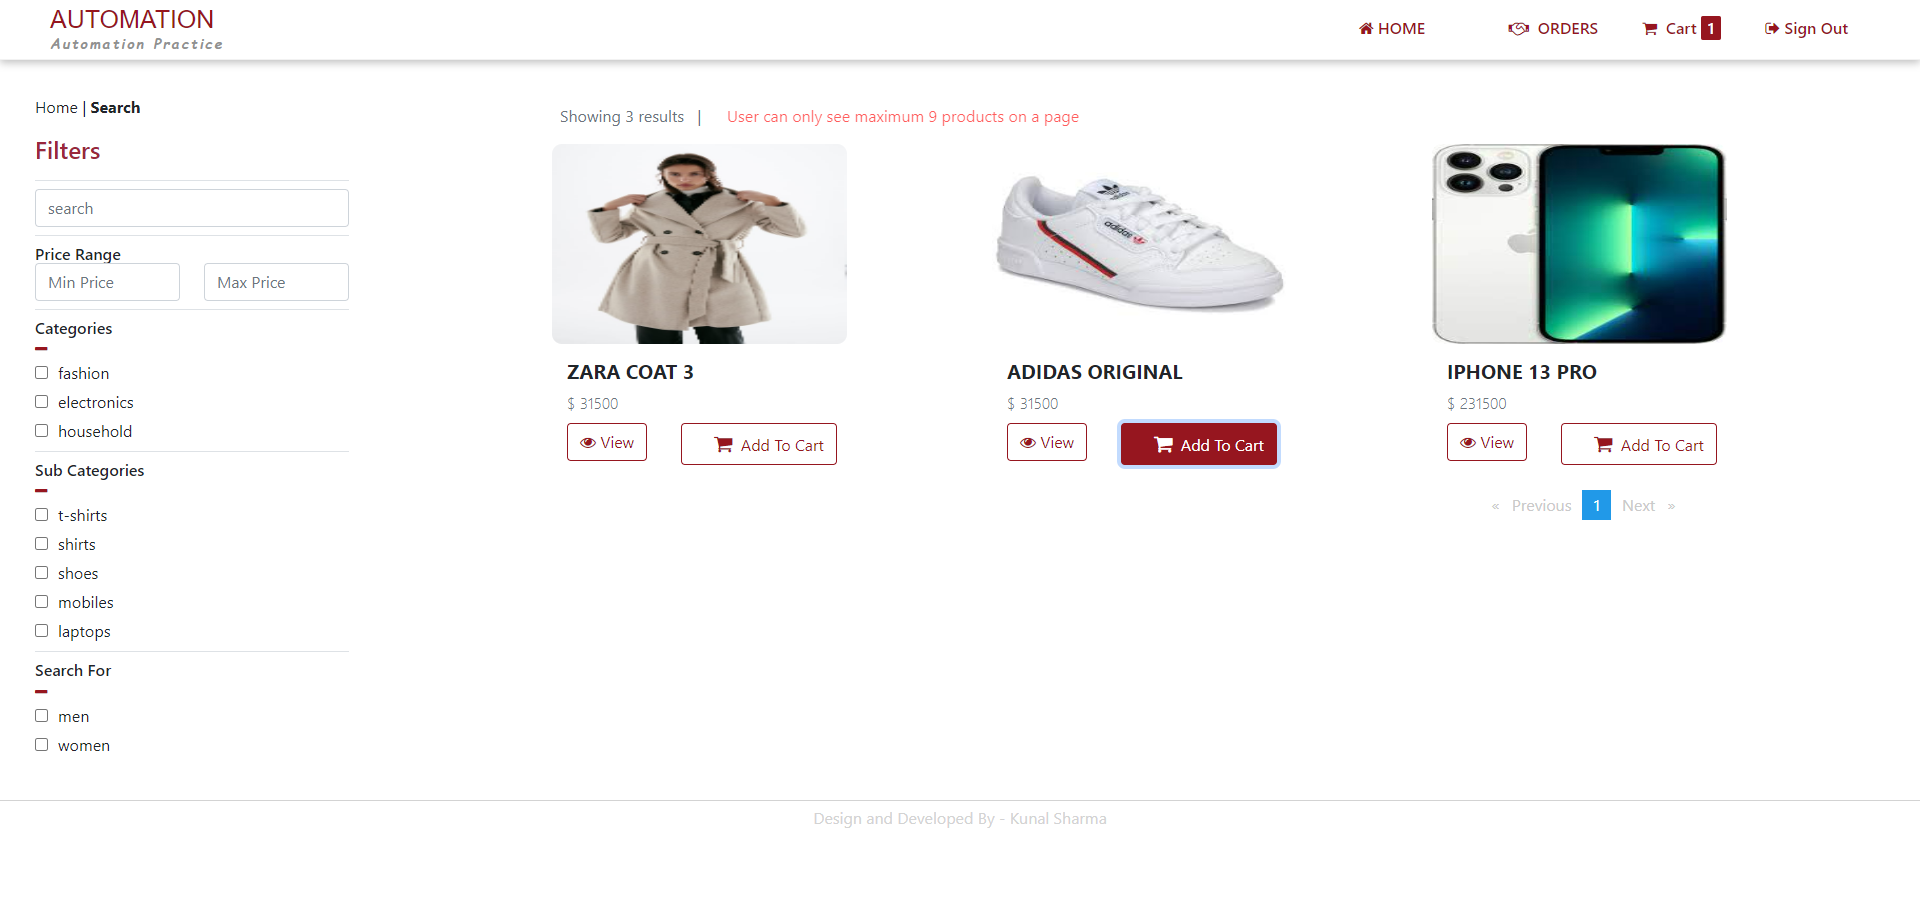 AUTOMATION
Automation Practice
HOME
ORDERS
Cart 1
Sign Out
Home | Search
Filters
search
Price Range
Min Price
Max Price
Categories
fashion
electronics
household
Sub Categories
t-shirts
shirts
shoes
mobiles
laptops
Search For
men
women
Showing 3 results |
User can only see maximum 9 products on a page
adidas
adidas
ZARA COAT 3
$ 31500
View
Add To Cart
ADIDAS ORIGINAL
$ 31500
View
Add To Cart
IPHONE 13 PRO
$ 231500
View
Add To Cart
« Previous 1 Next »
Design and Developed By - Kunal Sharma